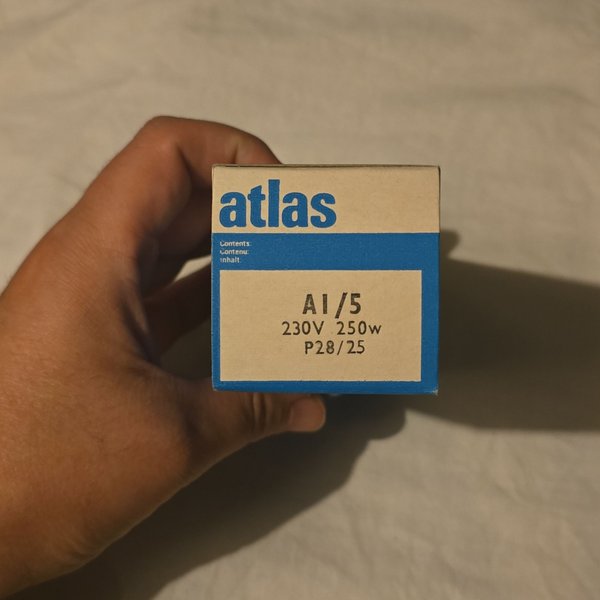 atlas
Contents:
Contenu:
Inhalt:
A1/5
230V 250w
P28/25